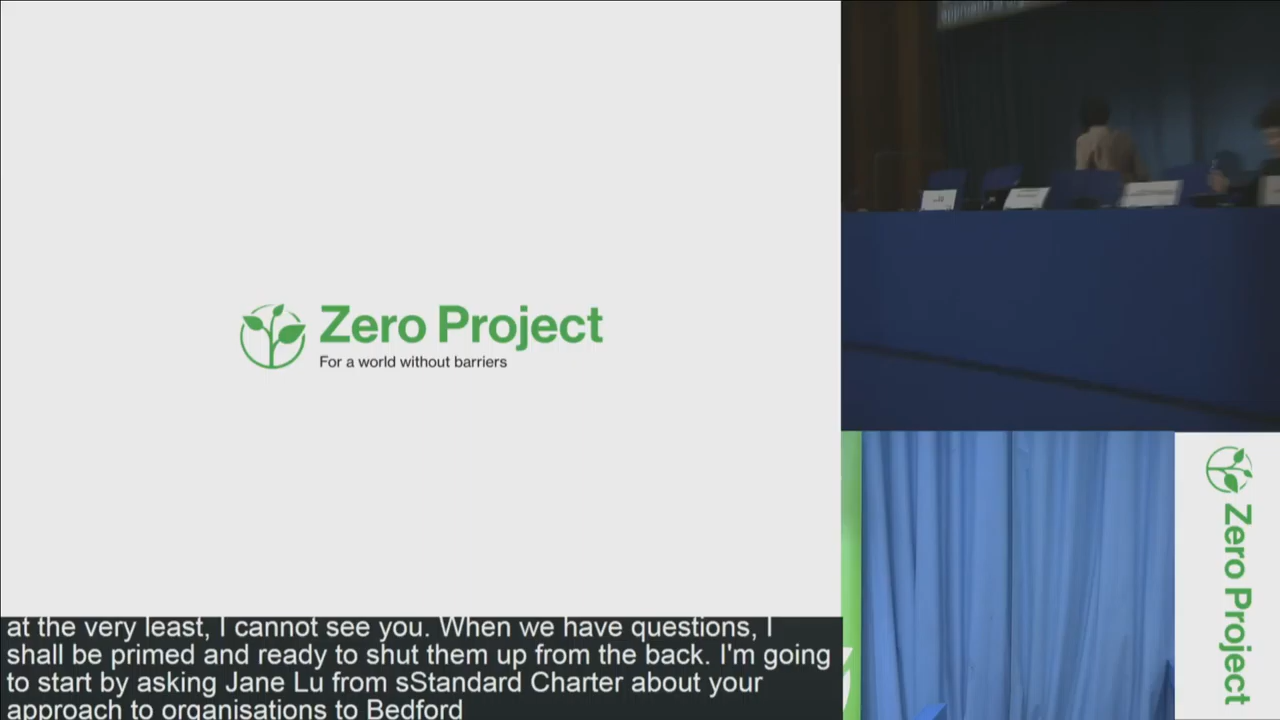 Zero Project
For a world without barriers
at the very least, I cannot see you. When we have questions, I
shall be primed and ready to shut them up from the back. I'm going
to start by asking Jane Lu from sStandard Charter about your
approach to organisations to Bedford
Zero Project